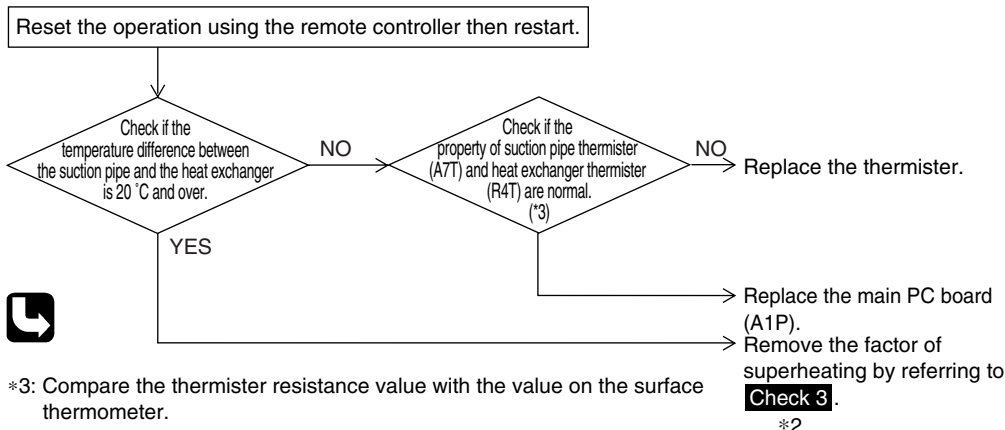 Reset the operation using the remote controller then restart.
Check if the
temperature difference between
the suction pipe and the heat exchanger
is 20 ˚C and over.
NO
Check if the
property of suction pipe thermister
(A7T) and heat exchanger thermister
(R4T) are normal.
(*3)
NO
Replace the thermister.
YES
Replace the main PC board
(A1P).
Remove the factor of
superheating by referring to
Check 3.
*2
*3: Compare the thermister resistance value with the value on the surface
thermometer.